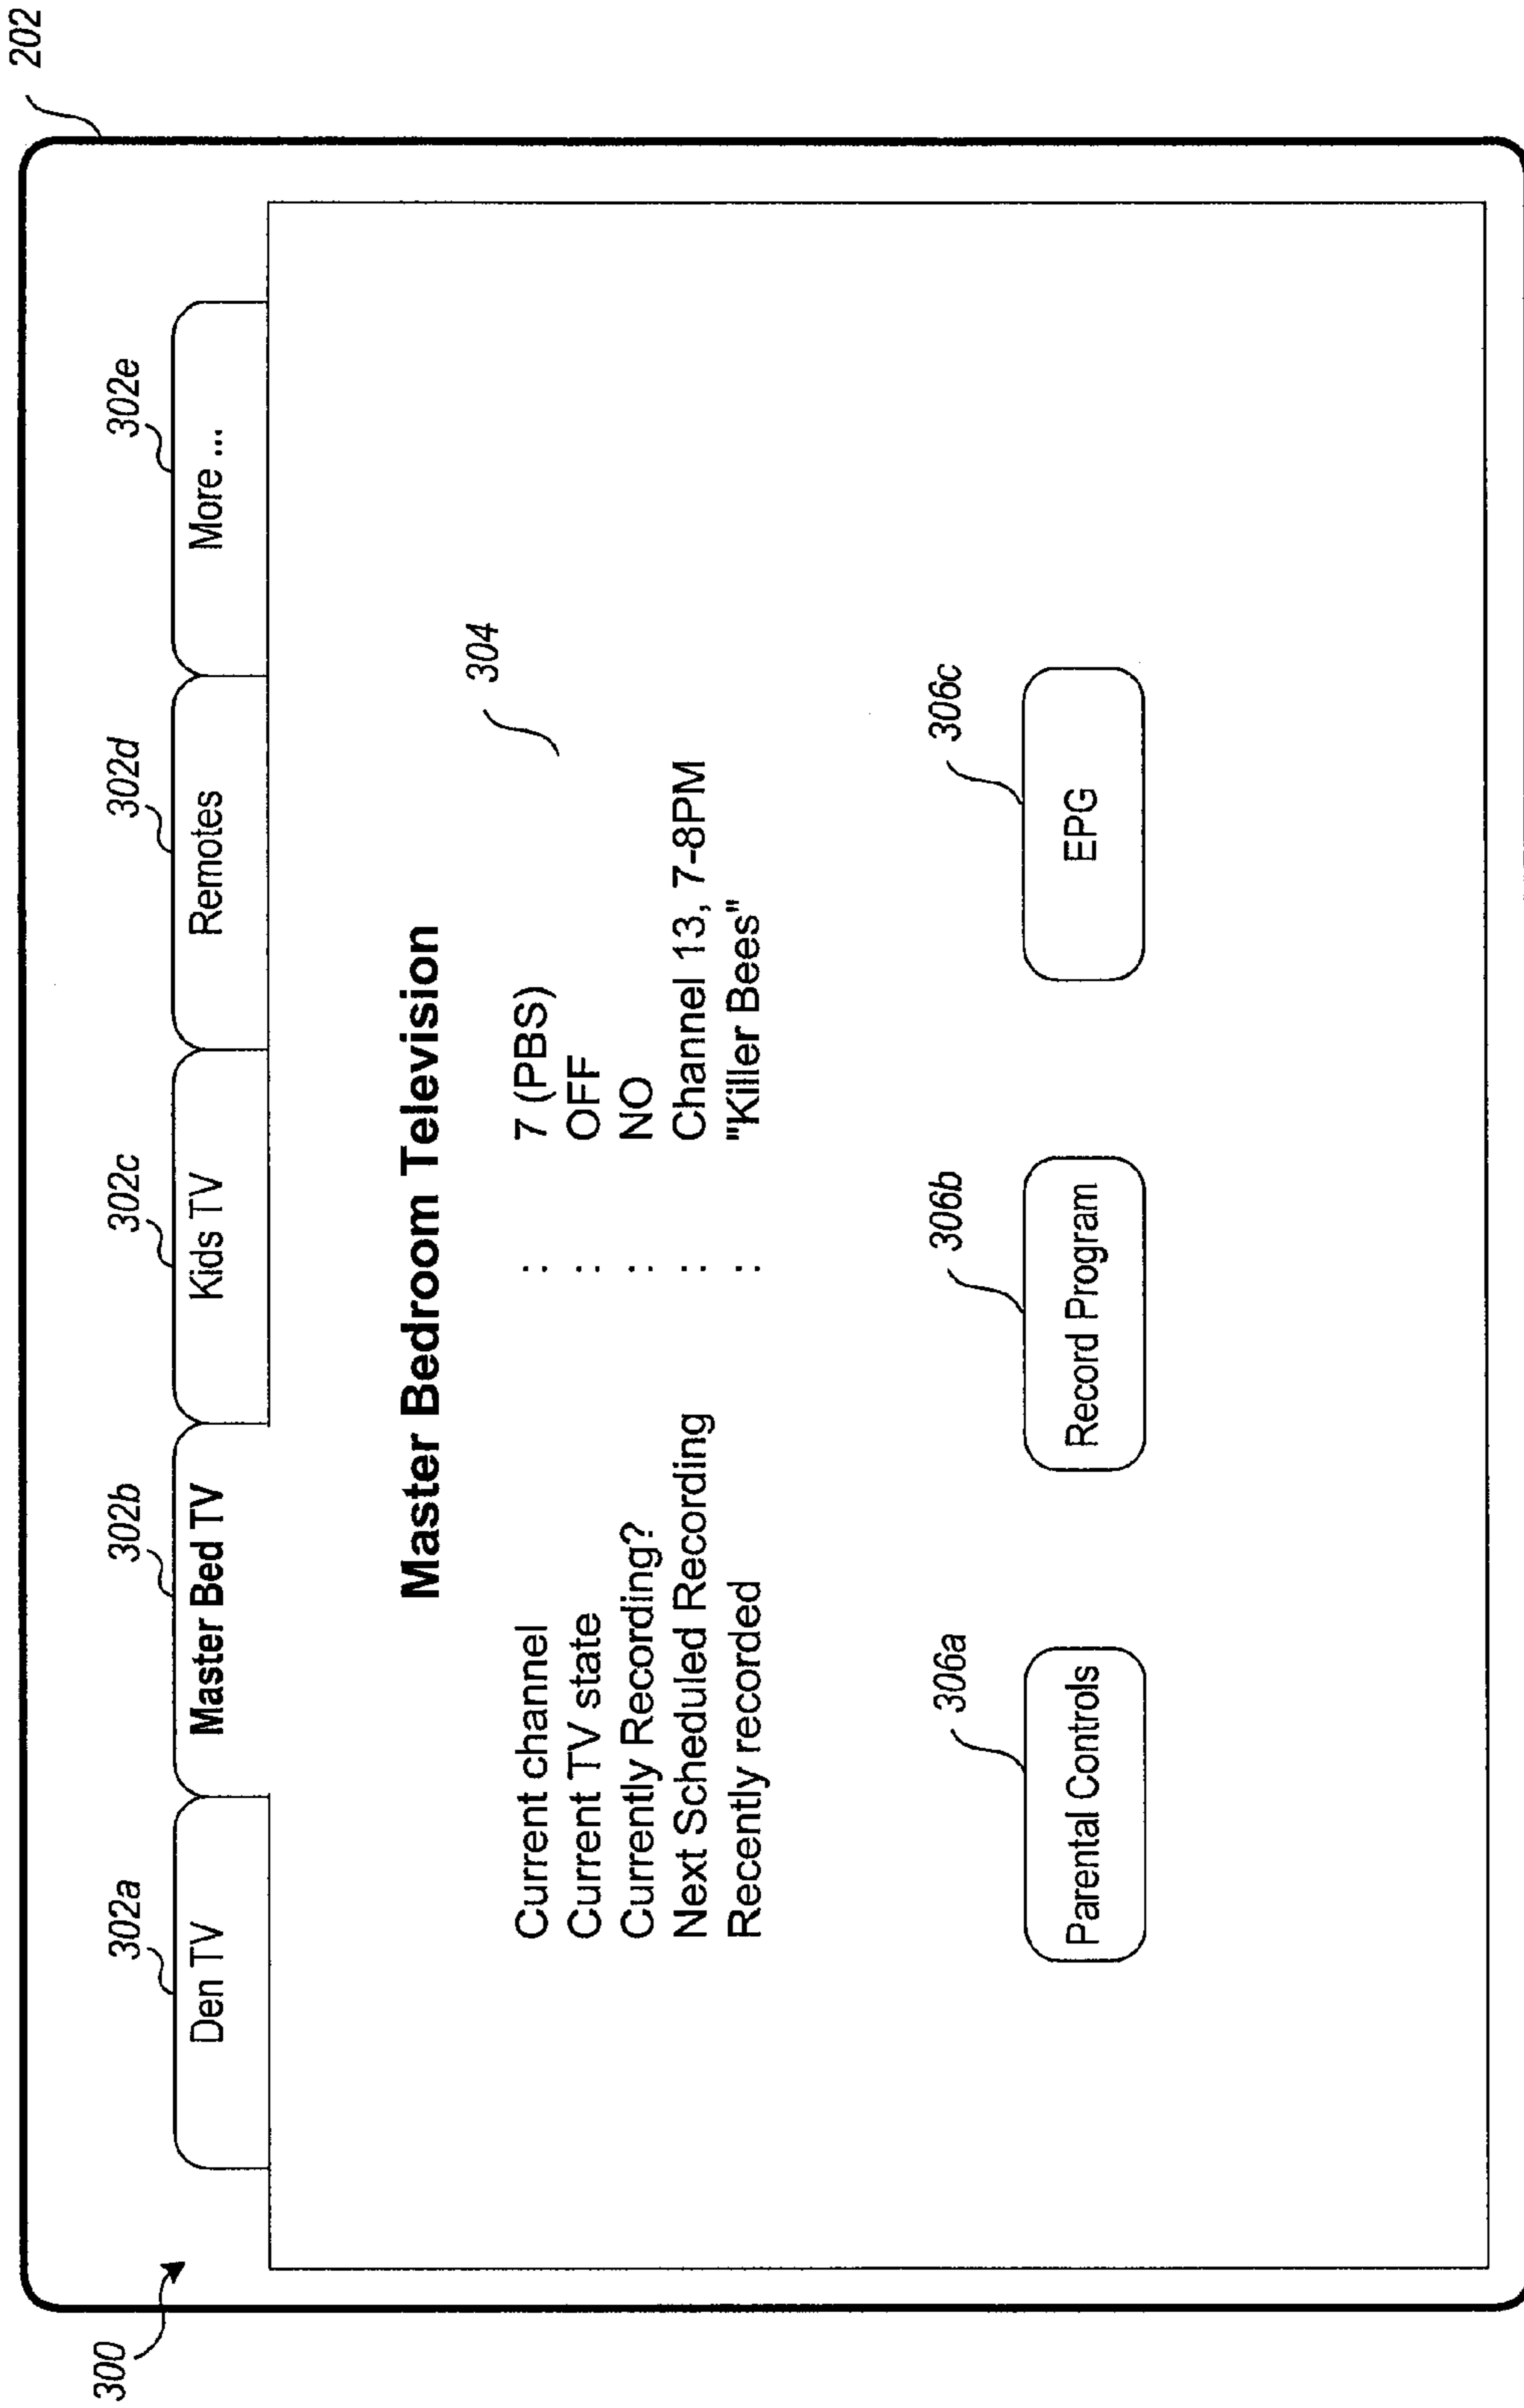 202
300
302a
302b
302c
302d
302e
Den TV
Master Bed TV
Kids TV
Remotes
More ...
Master Bedroom Television
304
Current channel : 7 (PBS)
Current TV state : OFF
Currently Recording? : NO
Next Scheduled Recording : Channel 13, 7-8PM
Recently recorded : "Killer Bees"
306a
306b
306c
Parental Controls
Record Program
EPG